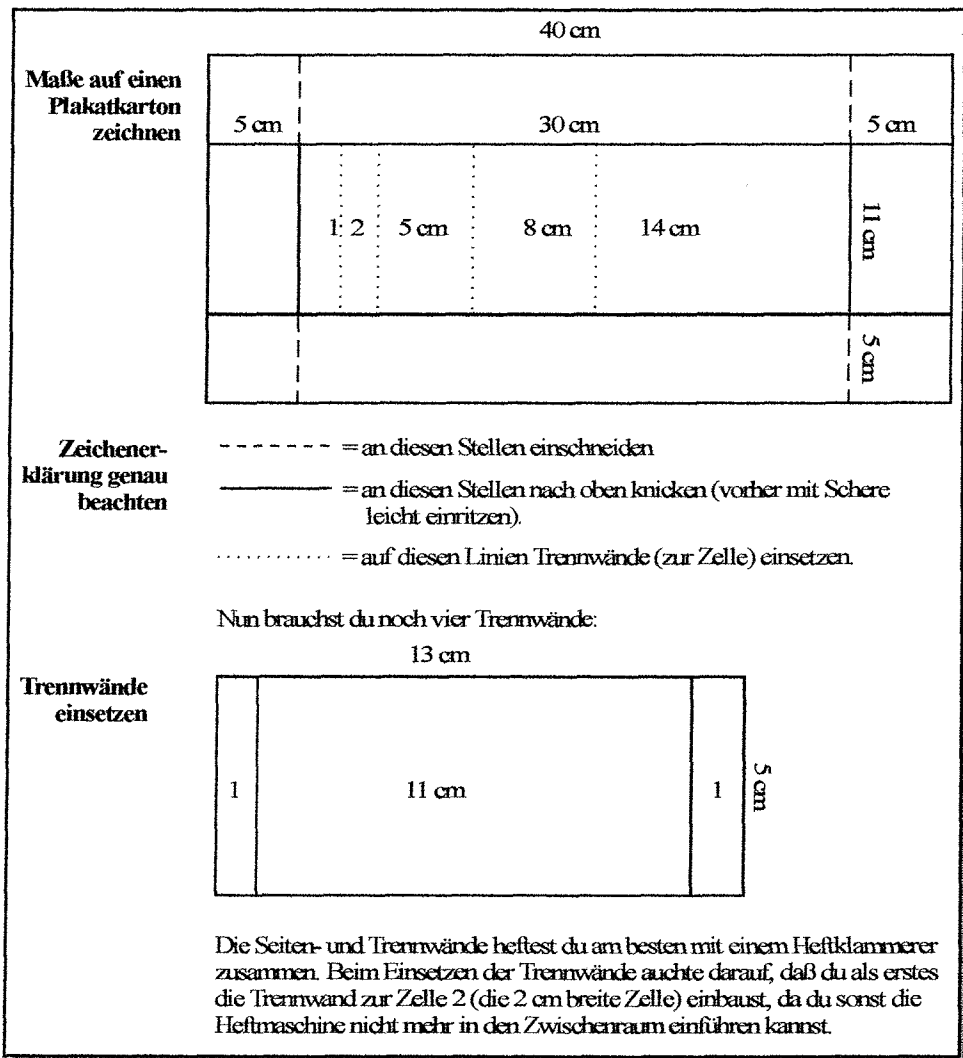 40 cm
Maße auf einen
Plakatkarton
zeichnen
5 cm 30 cm 5 cm
1 2 5 cm 8 cm 14 cm 11 cm
5 cm
Zeichener-
klärung genau
beachten
= an diesen Stellen einschneiden
= an diesen Stellen nach oben knicken (vorher mit Schere
leicht einritzen).
= auf diesen Linien Trennwände (zur Zelle) einsetzen.
Nun brauchst du noch vier Trennwände:
13 cm
Trennwände
einsetzen
1 11 cm 1 5 cm
Die Seiten- und Trennwände heftest du am besten mit einem Heftklammerer
zusammen. Beim Einsetzen der Trennwände auchte darauf, daß du als erstes
die Trennwand zur Zelle 2 (die 2 cm breite Zelle) einbaust, da du sonst die
Heftmaschine nicht mehr in den Zwischenraum einführen kannst.